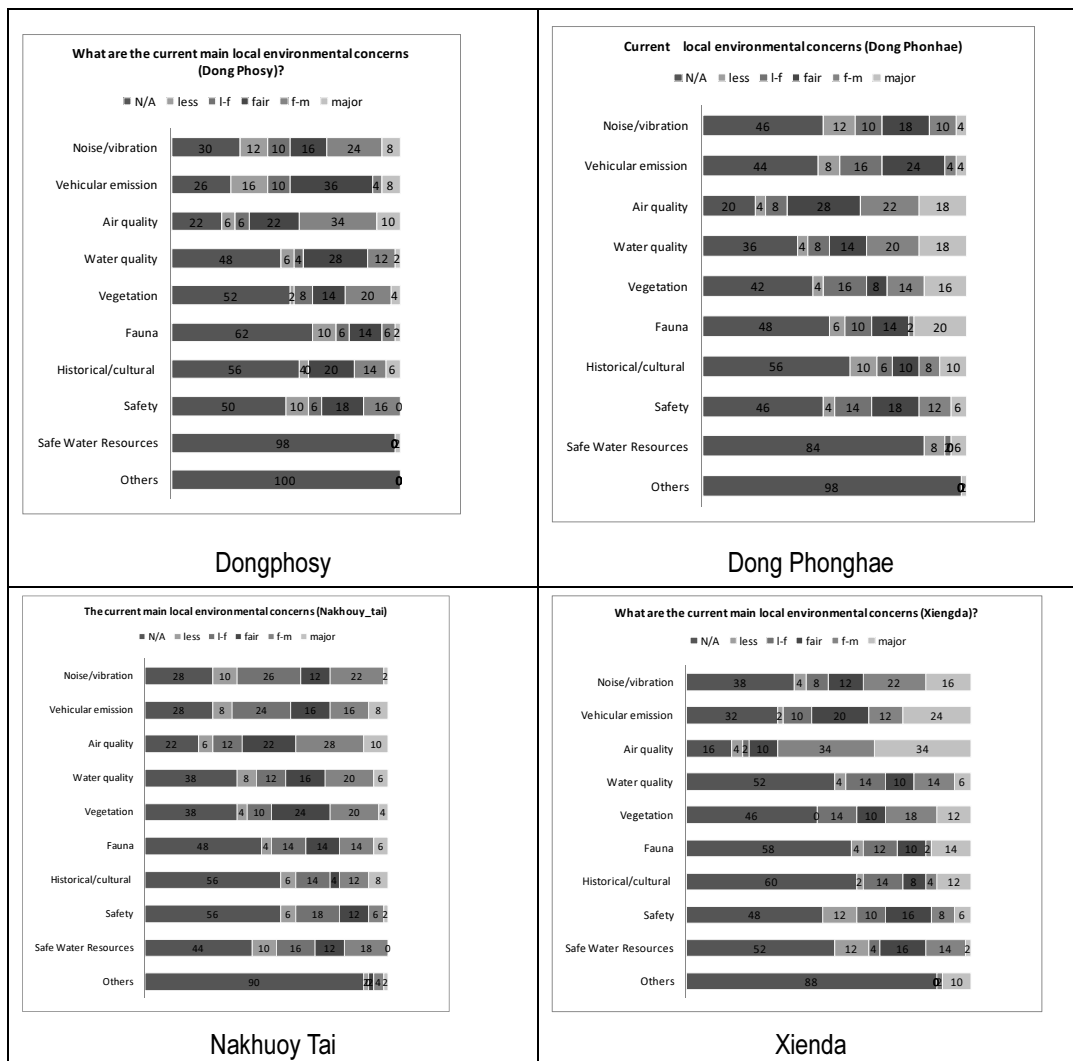 What are the current main local environmental concerns
(Dong Phosy)?
N/A less l-f fair f-m major
Noise/vibration 30 12 10 16 24 8
Vehicular emission 26 16 10 36 4 8
Air quality 22 6 6 22 34 10
Water quality 48 6 4 28 12 2
Vegetation 52 2 8 14 20 4
Fauna 62 10 6 14 6 2
Historical/cultural 56 4 0 20 14 6
Safety 50 10 6 18 16 0
Safe Water Resources 98 0 2
Others 100 0
Dongphosy
Current local environmental concerns (Dong Phonhae)
N/A less l-f fair f-m major
Noise/vibration 46 12 10 18 10 4
Vehicular emission 44 8 16 24 4 4
Air quality 20 4 8 28 22 18
Water quality 36 4 8 14 20 18
Vegetation 42 4 16 8 14 16
Fauna 48 6 10 14 2 20
Historical/cultural 56 10 6 10 8 10
Safety 46 4 14 18 12 6
Safe Water Resources 84 8 2 0 6
Others 98 0 2
Dong Phonghae
The current main local environmental concerns (Nakhouy_tai)
N/A less l-f fair f-m major
Noise/vibration 28 10 26 12 22 2
Vehicular emission 28 8 24 16 16 8
Air quality 22 6 12 22 28 10
Water quality 38 8 12 16 20 6
Vegetation 38 4 10 24 20 4
Fauna 48 4 14 14 14 6
Historical/cultural 56 6 14 4 12 8
Safety 56 6 18 12 6 2
Safe Water Resources 44 10 16 12 18 0
Others 90 2 0 2 4 2
Nakhuoy Tai
What are the current main local environmental concerns (Xiengda)?
N/A less l-f fair f-m major
Noise/vibration 38 4 8 12 22 16
Vehicular emission 32 2 10 20 12 24
Air quality 16 4 2 10 34 34
Water quality 52 4 14 10 14 6
Vegetation 46 0 14 10 18 12
Fauna 58 4 12 10 2 14
Historical/cultural 60 2 14 8 4 12
Safety 48 12 10 16 8 6
Safe Water Resources 52 12 4 16 14 2
Others 88 0 2 10
Xienda